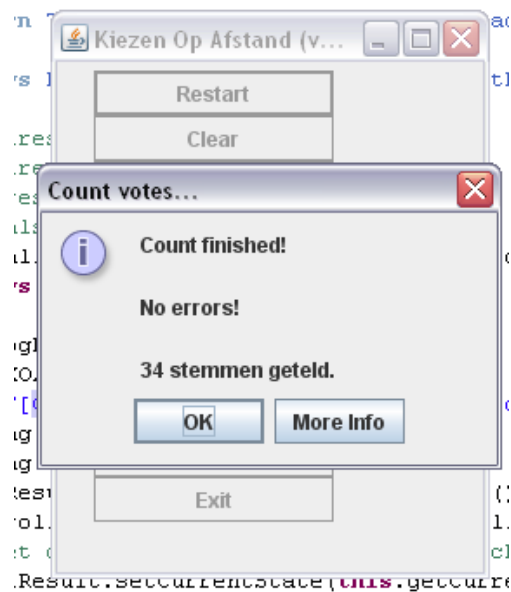 Kiezen Op Afstand (v...
Restart
Clear
Count votes...
Count finished!
No errors!
34 stemmen geteld.
OK
More Info
Exit
Result.setCurrentState(this.getCurre